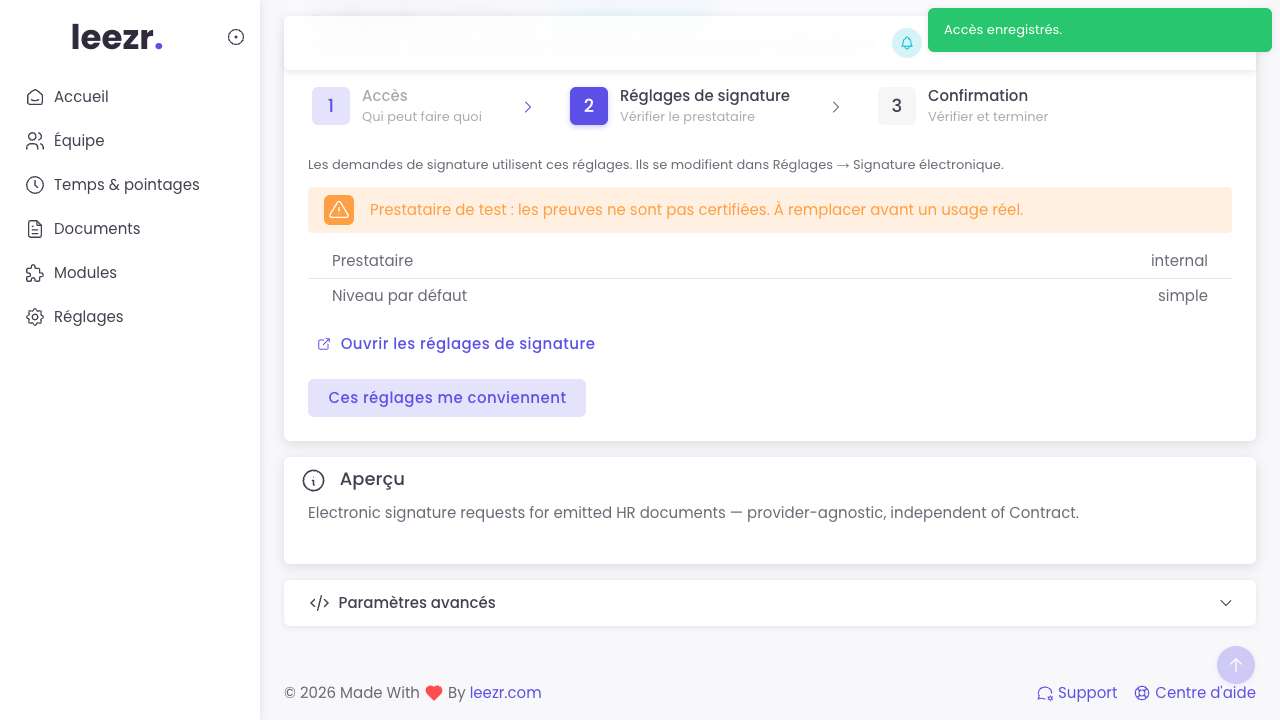 leezr.
Accueil
Équipe
Temps & pointages
Documents
Modules
Réglages
Accès enregistrés.
1
Accès
Qui peut faire quoi
2
Réglages de signature
Vérifier le prestataire
3
Confirmation
Vérifier et terminer
Les demandes de signature utilisent ces réglages. Ils se modifient dans Réglages → Signature électronique.
Prestataire de test : les preuves ne sont pas certifiées. À remplacer avant un usage réel.
Prestataire internal
Niveau par défaut simple
Ouvrir les réglages de signature
Ces réglages me conviennent
Aperçu
Electronic signature requests for emitted HR documents — provider-agnostic, independent of Contract.
Paramètres avancés
© 2026 Made With By leezr.com
Support
Centre d'aide